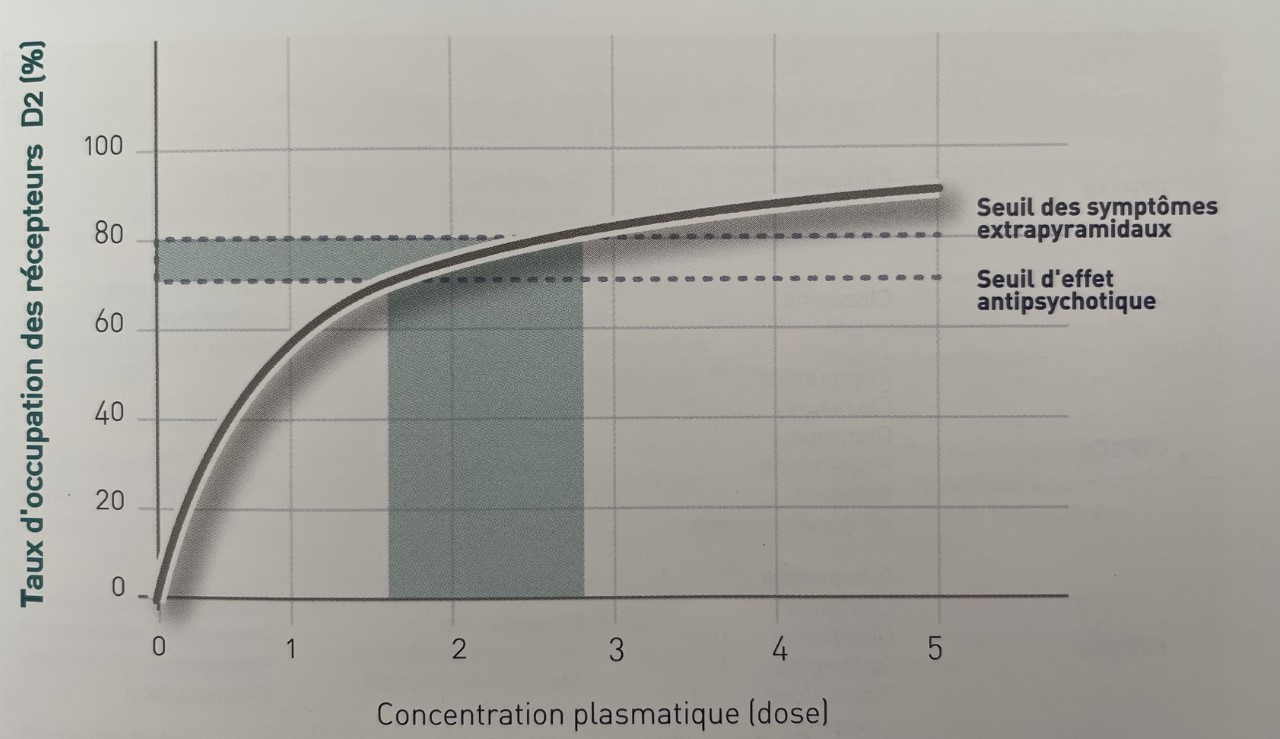 Taux d'occupation des récepteurs D2 (%)
100
80
60
40
20
0
Seuil des symptômes
extrapyramidaux
Seuil d'effet
antipsychotique
0 1 2 3 4 5
Concentration plasmatique (dose)